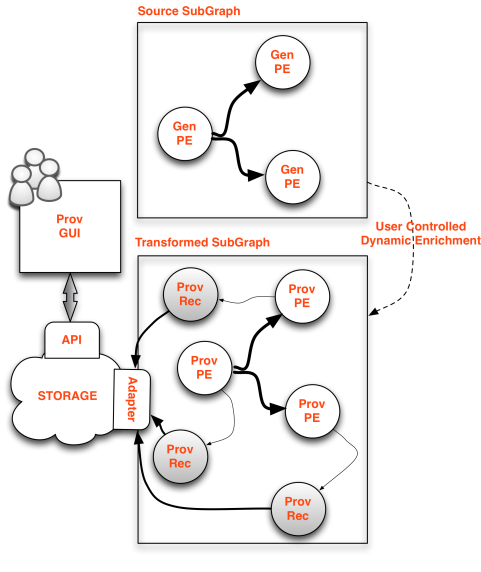 Source SubGraph
Gen
PE
Gen
PE
Gen
PE
Prov
GUI
User Controlled
Dynamic Enrichment
Transformed SubGraph
Prov
Rec
Prov
PE
API
Prov
PE
STORAGE
Adapter
Prov
PE
Prov
Rec
Prov
Rec